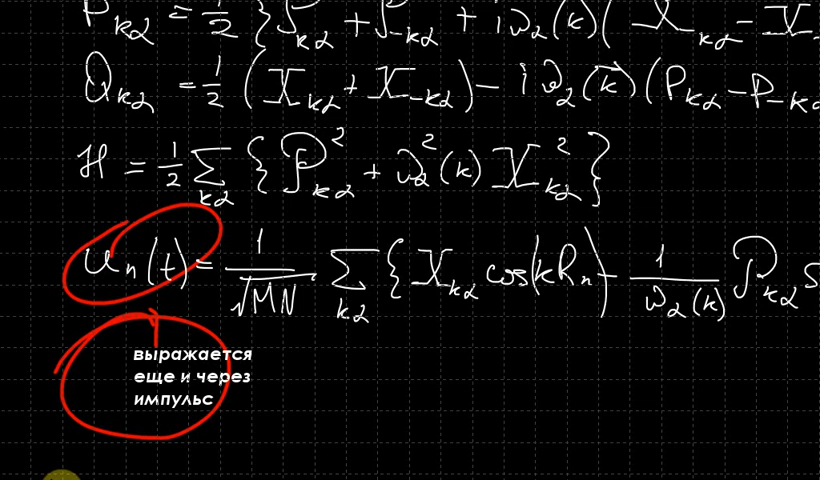 P_{kα} = 1/2 {P_{kα} + P_{-kα} + iω_α(k)(X_{kα} - X
Q_{kα} = 1/2 (X_{kα} + X_{-kα}) - iω_α(k)(P_{kα} - P_{-kα}
H = 1/2 Σ_{kα} {P²_{kα} + ω²_α(k) X²_{kα}}
u_n(t) = 1/√MN Σ_{kα} {X_{kα} cos(kR_n) - 1/ω_α(k) P_{kα} s
выражается
еще и через
импульс